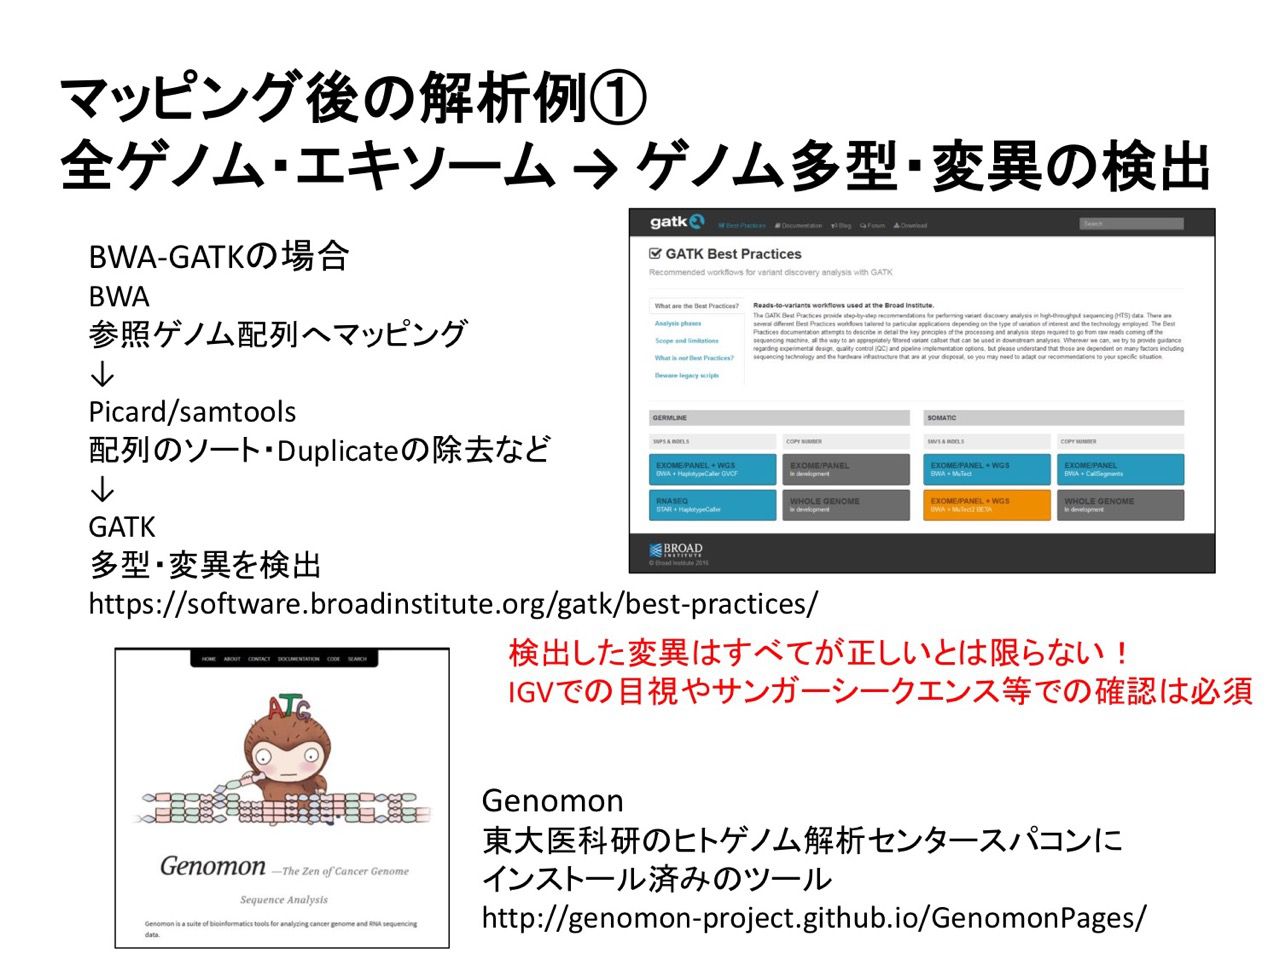 マッピング後の解析例①
全ゲノム・エキソーム → ゲノム多型・変異の検出
BWA-GATKの場合
BWA
参照ゲノム配列へマッピング
↓
Picard/samtools
配列のソート・Duplicateの除去など
↓
GATK
多型・変異を検出
https://software.broadinstitute.org/gatk/best-practices/
gatk Best Practices Documentation Blog Forum Download Search
GATK Best Practices
Recommended workflows for variant discovery analysis with GATK
What are the Best Practices?
Analysis phases
Scope and limitations
What is not Best Practices?
Beware legacy scripts
Reads-to-variants workflows used at the Broad Institute.
The GATK Best Practices provide step-by-step recommendations for performing variant discovery analysis in high-throughput sequencing (HTS) data. There are
several different Best Practices workflows tailored to particular applications depending on the type of variation of interest and the technology employed. The Best
Practices documentation attempts to describe in detail the key principles of the processing and analysis steps required to go from raw reads coming off the
sequencing machine, all the way to an appropriately filtered variant callset that can be used in downstream analyses. Wherever we can, we try to provide guidance
regarding experimental design, quality control (QC) and pipeline implementation options, but please understand that those are dependent on many factors including
sequencing technology and the hardware infrastructure that are at your disposal, so you may need to adapt our recommendations to your specific situation.
GERMLINE SOMATIC
SNPS & INDELS COPY NUMBER SNVS & INDELS COPY NUMBER
EXOME/PANEL + WGS
BWA + HaplotypeCaller GVCF
EXOME/PANEL
In development
EXOME/PANEL + WGS
BWA + MuTect
EXOME/PANEL
BWA + CallSegments
RNASEQ
STAR + HaplotypeCaller
WHOLE GENOME
In development
EXOME/PANEL + WGS
BWA + MuTect2 BETA
WHOLE GENOME
In development
BROAD
INSTITUTE
© Broad Institute 2016
検出した変異はすべてが正しいとは限らない！
IGVでの目視やサンガーシークエンス等での確認は必須
HOME ABOUT CONTACT DOCUMENTATION CODE SEARCH
ATG
Genomon —The Zen of Cancer Genome
Sequence Analysis
Genomon is a suite of bioinformatics tools for analyzing cancer genome and RNA sequencing
data.
Genomon
東大医科研のヒトゲノム解析センタースパコンに
インストール済みのツール
http://genomon-project.github.io/GenomonPages/